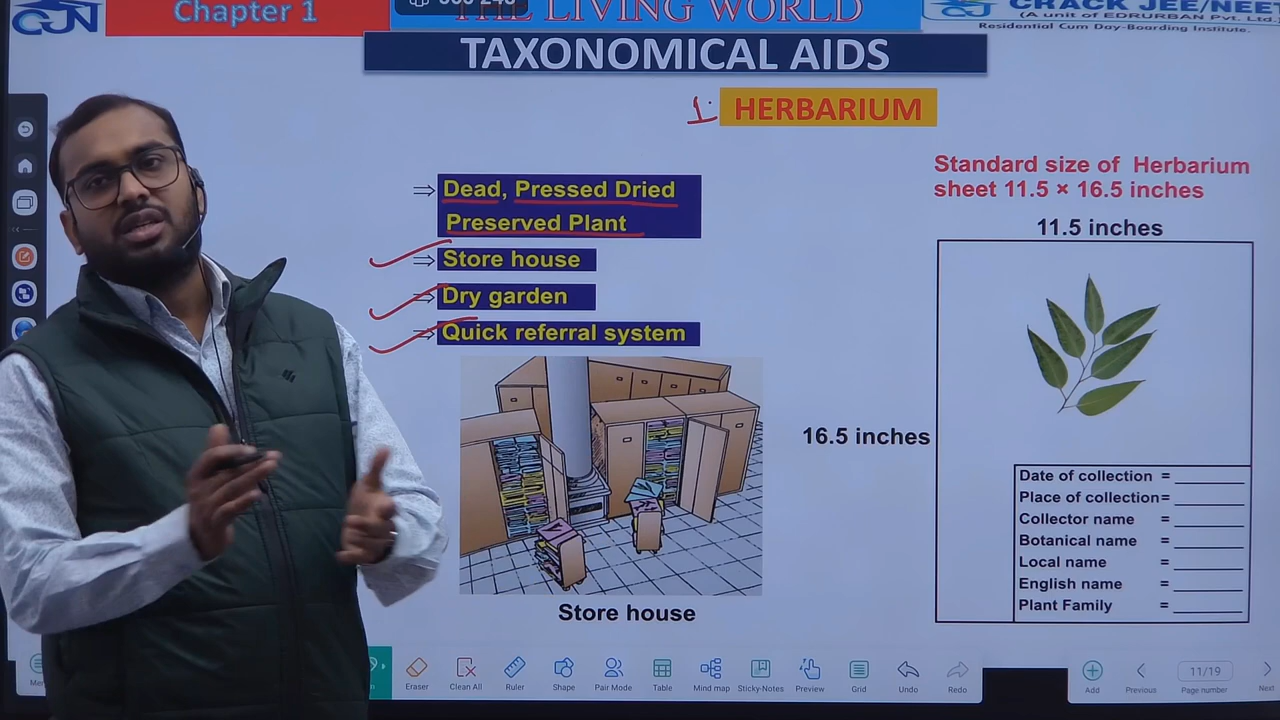 Chapter 1
THE LIVING WORLD
CRACK JEE/NEET
(A unit of EDRURBAN Pvt. Ltd.
Residential Cum Day-Boarding Institute.
TAXONOMICAL AIDS
1. HERBARIUM
⇒ Dead, Pressed Dried
Preserved Plant
⇒ Store house
⇒ Dry garden
⇒ Quick referral system
Store house
Standard size of Herbarium
sheet 11.5 × 16.5 inches
11.5 inches
16.5 inches
Date of collection =
Place of collection=
Collector name =
Botanical name =
Local name =
English name =
Plant Family =
Eraser
Clean All
Ruler
Shape
Pair Mode
Table
Mind map
Sticky-Notes
Preview
Grid
Undo
Redo
Add
Previous
11/19
Page number
Next